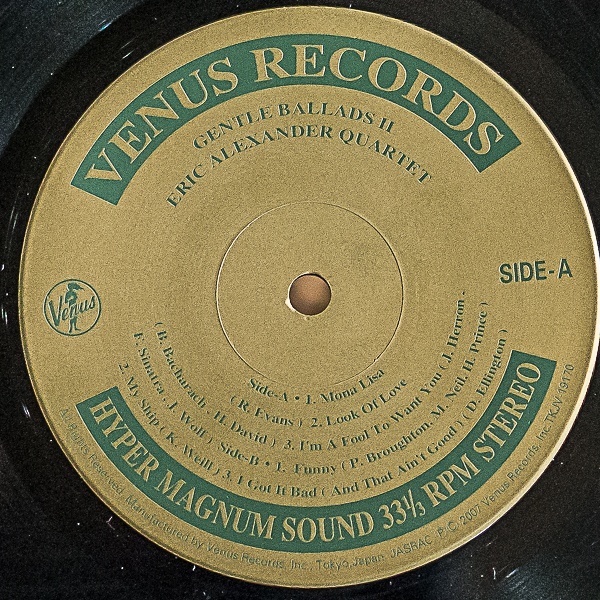 VENUS RECORDS
GENTLE BALLADS II
ERIC ALEXANDER QUARTET
SIDE-A
Venus
Side-A • 1. Mona Lisa
( R. Evans ) 2. Look Of Love
( B. Bacharach - H. David ) 3. I'm A Fool To Want You ( J. Herron -
F. Sinatra - J. Wolf ) Side-B • 1. Funny ( P. Broughton. M. Neil. H. Prince )
2. My Ship ( K. Weill ) 3. I Got It Bad ( And That Ain't Good ) ( D. Ellington )
HYPER MAGNUM SOUND 33⅓ RPM STEREO
All Rights Reserved. Manufactured by Venus Records, Inc., Tokyo, Japan. JASRAC P.C 2007 Venus Records, Inc. TKJV 19170